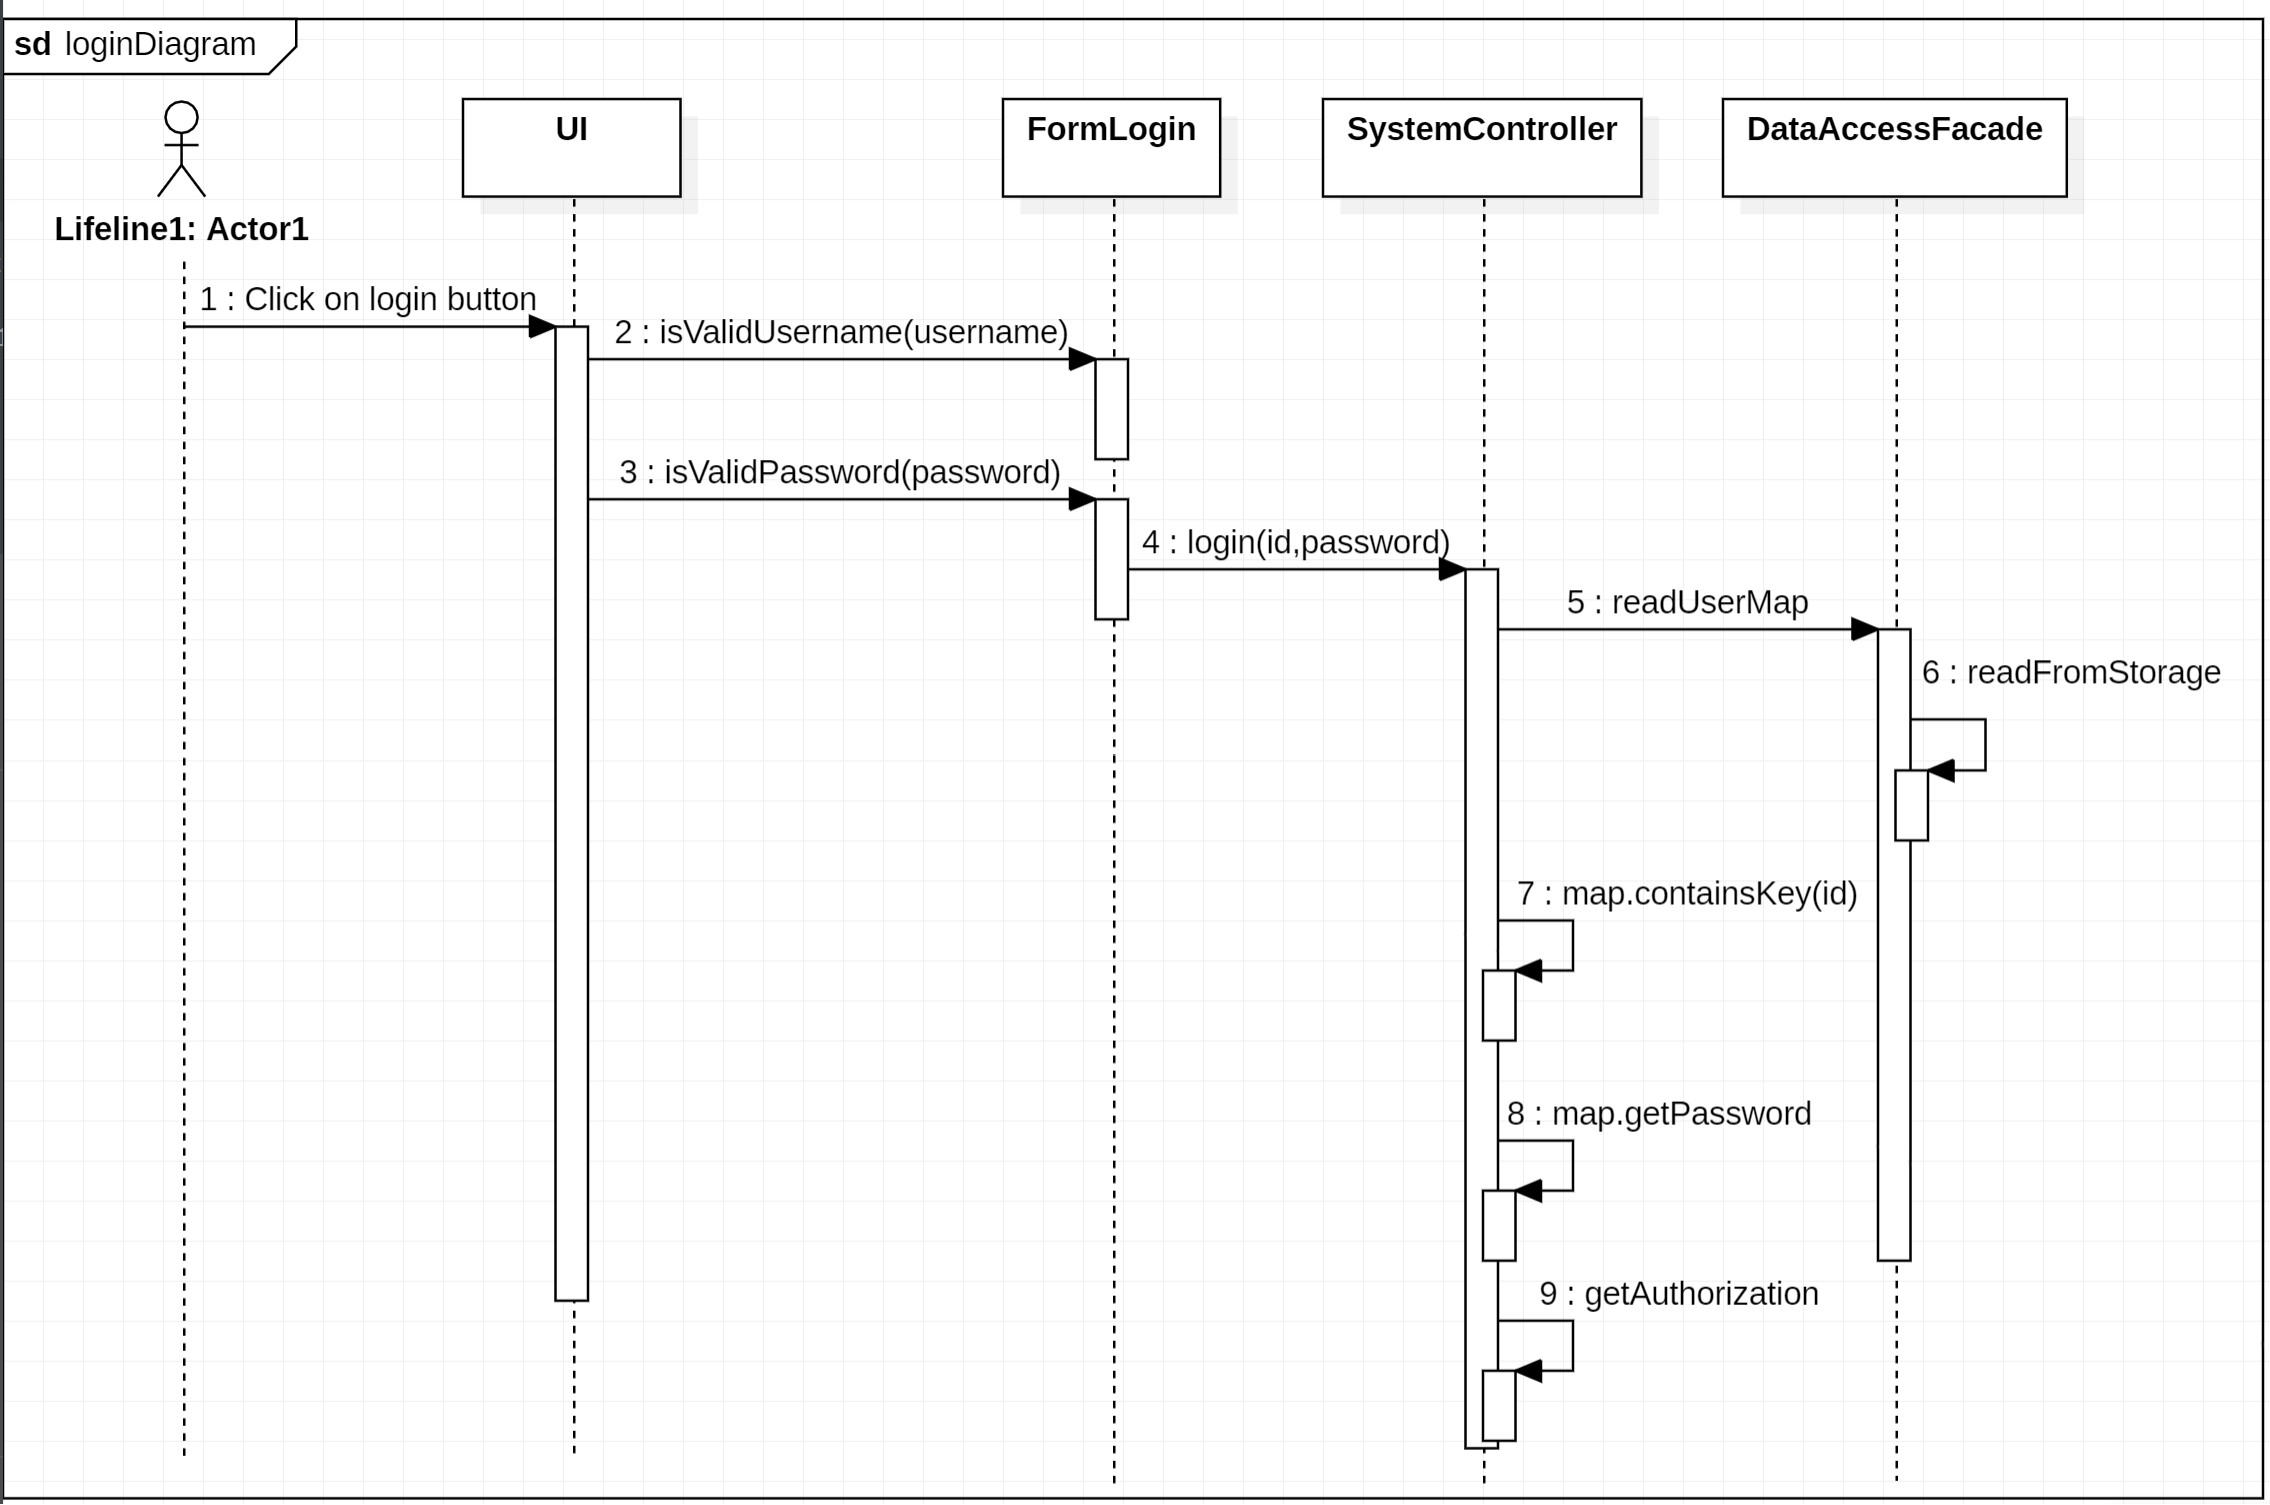 sd loginDiagram
UI
FormLogin
SystemController
DataAccessFacade
Lifeline1: Actor1
1 : Click on login button
2 : isValidUsername(username)
3 : isValidPassword(password)
4 : login(id,password)
5 : readUserMap
6 : readFromStorage
7 : map.containsKey(id)
8 : map.getPassword
9 : getAuthorization